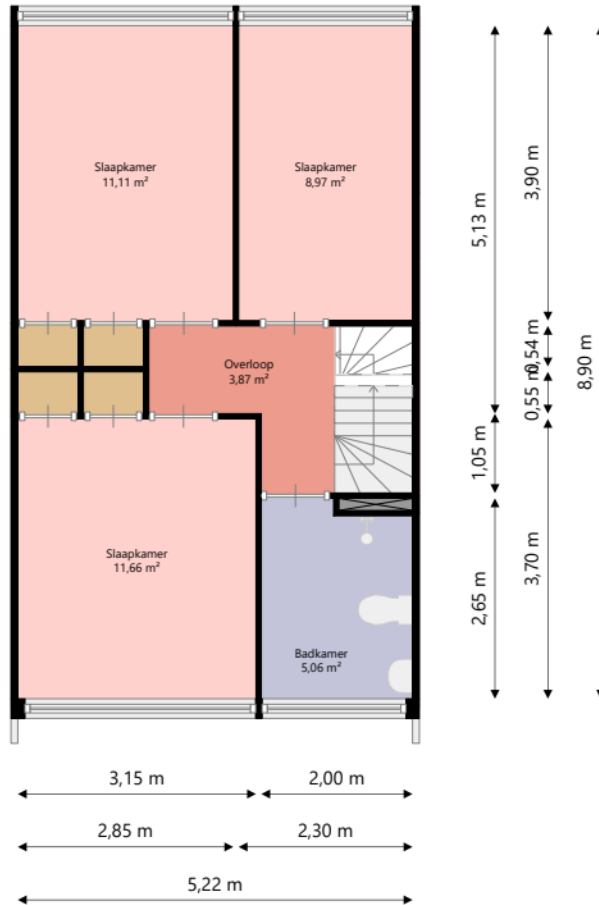 Slaapkamer
11,11 m²
Slaapkamer
8,97 m²
Overloop
3,87 m²
Slaapkamer
11,66 m²
Badkamer
5,06 m²
5,13 m
3,90 m
0,54 m
0,55 m
8,90 m
1,05 m
2,65 m
3,70 m
3,15 m
2,00 m
2,85 m
2,30 m
5,22 m